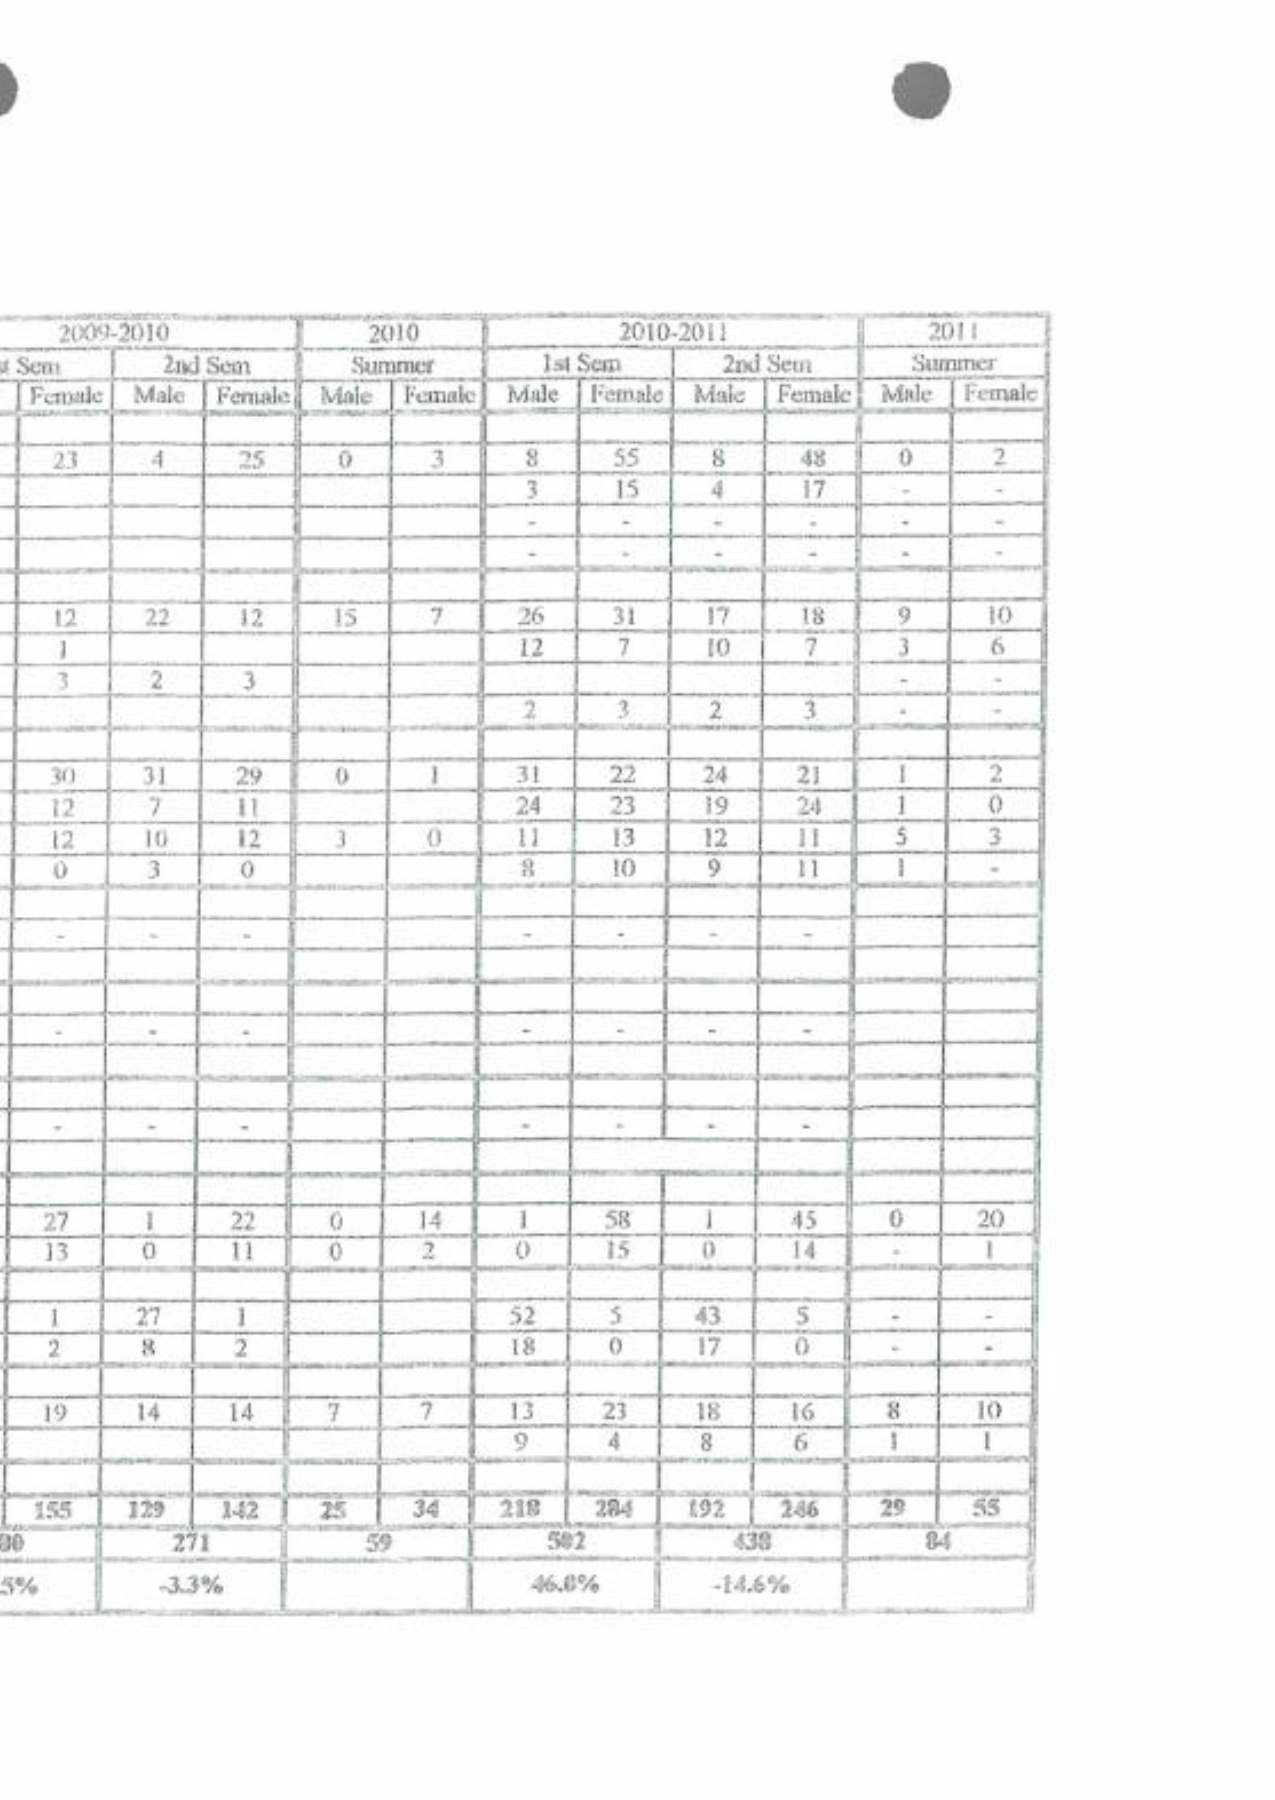 2009-2010 2010 2010-2011 2011
st Sem 2nd Sem Summer 1st Sem 2nd Sem Summer
Female Male Female Male Female Male Female Male Female Male Female
23 4 25 0 3 8 55 8 48 0 2
3 15 4 17 - -
- - - - - -
- - - - - -
12 22 12 15 7 26 31 17 18 9 10
1 12 7 10 7 3 6
3 2 3 - -
2 3 2 3 - -
30 31 29 0 1 31 22 24 21 1 2
12 7 11 24 23 19 24 1 0
12 10 12 3 0 11 13 12 11 5 3
0 3 0 8 10 9 11 1 -
- - - - - - -
- - - - - - -
- - - - - - -
27 1 22 0 14 1 58 1 45 0 20
13 0 11 0 2 0 15 0 14 - 1
1 27 1 52 5 43 5 - -
2 8 2 18 0 17 0 - -
19 14 14 7 7 13 23 18 16 8 10
9 4 8 6 1 1
155 129 142 25 34 218 284 192 246 29 55
80 271 59 502 438 84
5% -3.3% 46.0% -14.6%